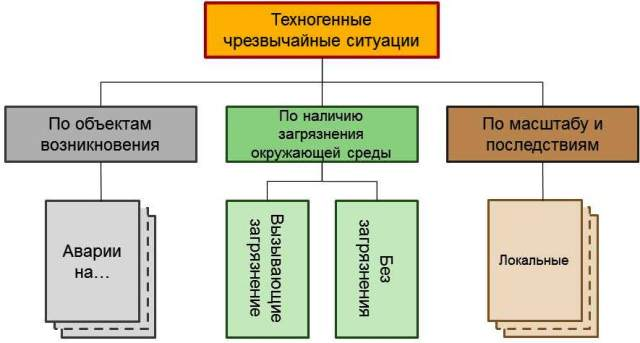 Техногенные
чрезвычайные ситуации
По объектам
возникновения
По наличию
загрязнения
окружающей среды
По масштабу и
последствиям
Аварии
на...
Вызывающие
загрязнение
Без
загрязнения
Локальные